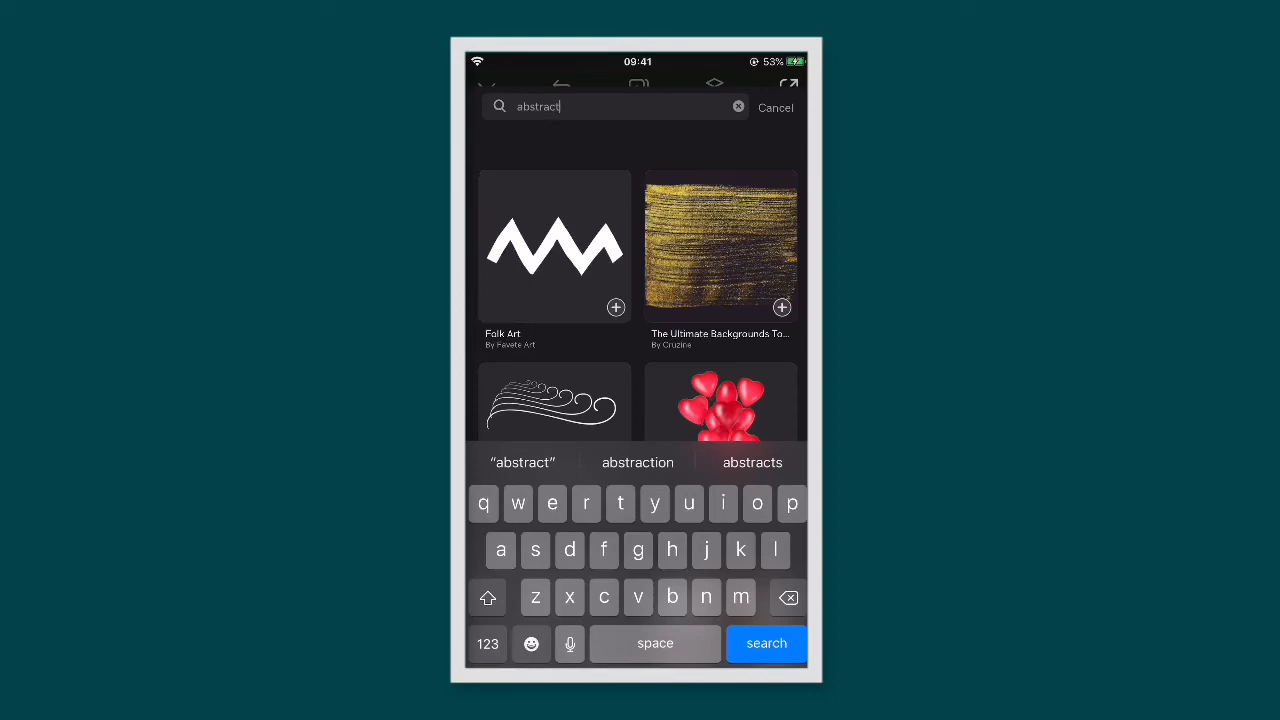 09:41
53%
abstract
Cancel
Folk Art
By Favete Art
The Ultimate Backgrounds To...
By Cruzine
“abstract”
abstraction
abstracts
q w e r t y u i o p
a s d f g h j k l
z x c v b n m
123
space
search